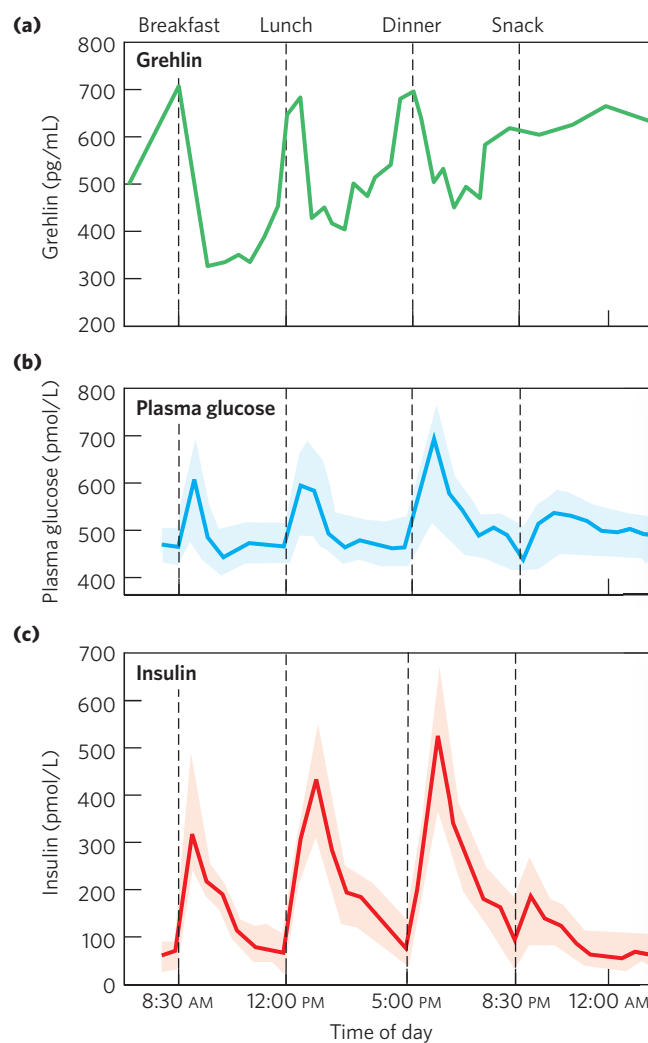 (a)
Breakfast Lunch Dinner Snack
Grehlin
Grehlin (pg/mL)
800
700
600
500
400
300
200
(b)
Plasma glucose
Plasma glucose (pmol/L)
800
700
600
500
400
(c)
Insulin
Insulin (pmol/L)
700
600
500
400
300
200
100
0
8:30 AM 12:00 PM 5:00 PM 8:30 PM 12:00 AM
Time of day